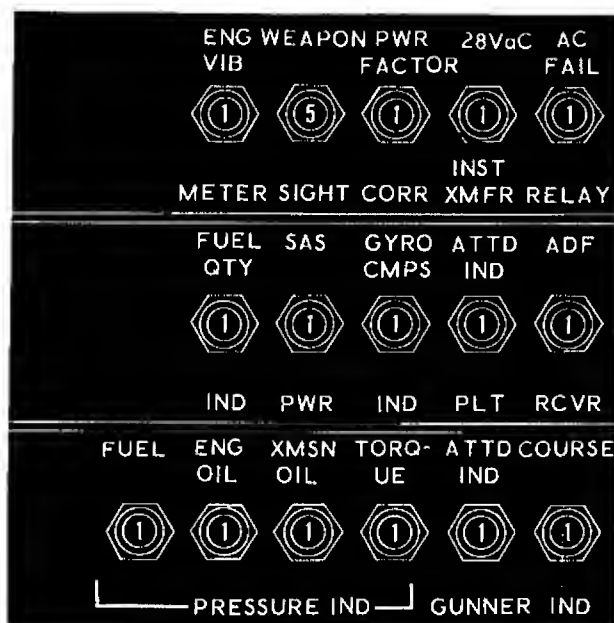 ENG WEAPON PWR 28VaC AC
VIB FACTOR FAIL
1 5 1 1 1
INST
METER SIGHT CORR XMFR RELAY
FUEL SAS GYRO ATTD ADF
QTY CMPS IND
1 1 1 1 1
IND PWR IND PLT RCVR
FUEL ENG XMSN TORQ- ATTD COURSE
OIL OIL UE IND
1 1 1 1 1 1
PRESSURE IND GUNNER IND